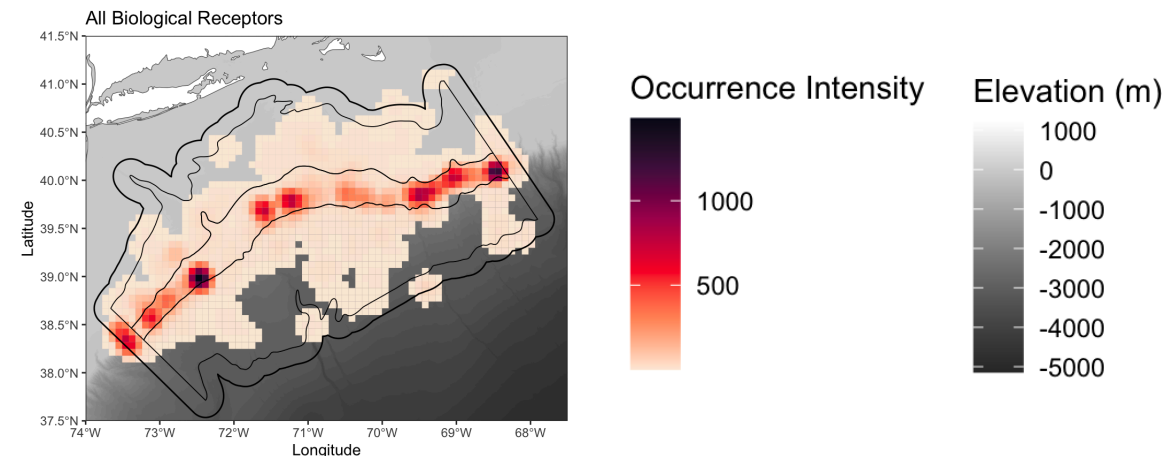 All Biological Receptors
41.5°N
41.0°N
40.5°N
40.0°N
39.5°N
39.0°N
38.5°N
38.0°N
37.5°N
74°W 73°W 72°W 71°W 70°W 69°W 68°W
Latitude
Longitude
Occurrence Intensity
1000
500
Elevation (m)
1000
0
-1000
-2000
-3000
-4000
-5000